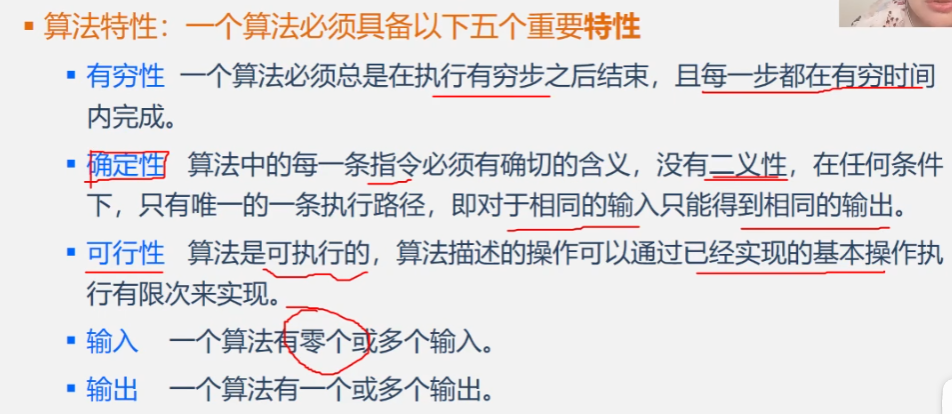 ▪ 算法特性：一个算法必须具备以下五个重要特性
▪ 有穷性 一个算法必须总是在执行有穷步之后结束，且每一步都在有穷时间
内完成。
▪ 确定性 算法中的每一条指令必须有确切的含义，没有二义性，在任何条件
下，只有唯一的一条执行路径，即对于相同的输入只能得到相同的输出。
▪ 可行性 算法是可执行的，算法描述的操作可以通过已经实现的基本操作执
行有限次来实现。
▪ 输入 一个算法有零个或多个输入。
▪ 输出 一个算法有一个或多个输出。